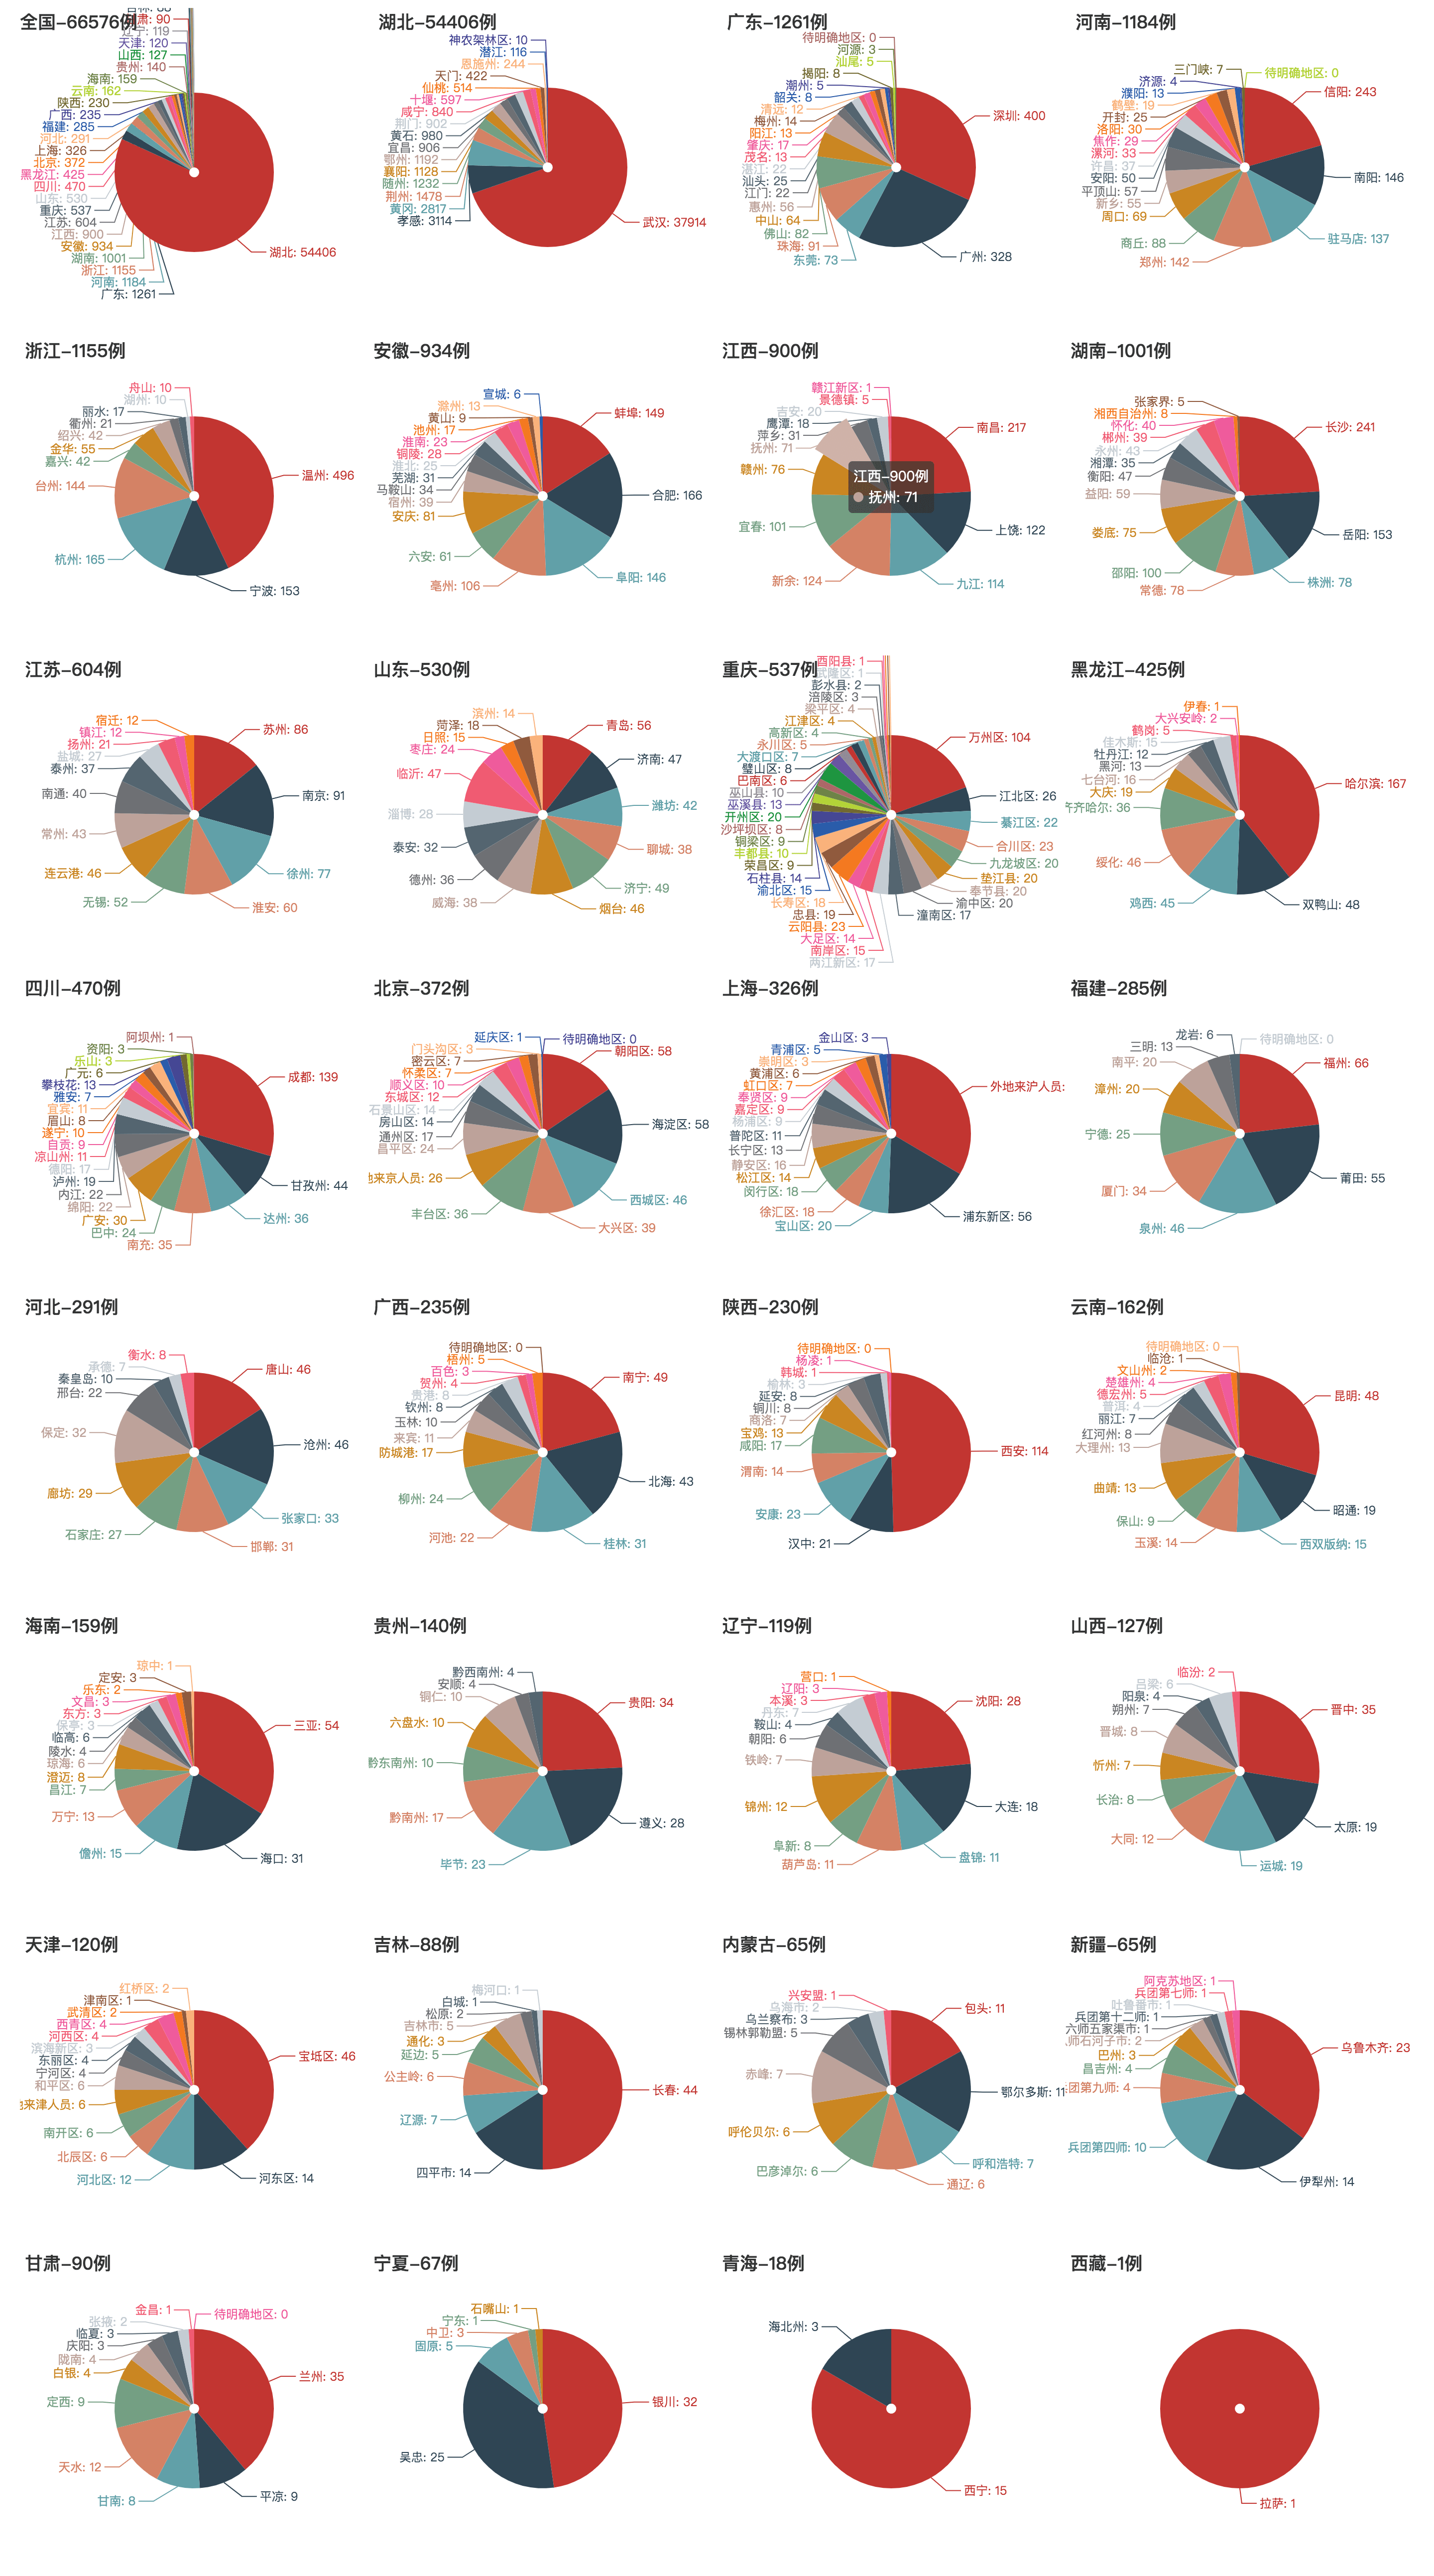 全国-66576例
肃: 90
辽宁: 119
天津: 120
山西: 127
贵州: 140
海南: 159
云南: 162
陕西: 230
广西: 235
福建: 285
河北: 291
上海: 326
北京: 372
黑龙江: 425
四川: 470
山东: 530
重庆: 537
江苏: 604
江西: 900
安徽: 934
湖南: 1001
浙江: 1155
河南: 1184
广东: 1261
湖北: 54406
湖北-54406例
神农架林区: 10
潜江: 116
恩施州: 244
天门: 422
仙桃: 514
十堰: 597
咸宁: 840
荆门: 902
黄石: 980
宜昌: 906
鄂州: 1192
襄阳: 1128
随州: 1232
荆州: 1478
黄冈: 2817
孝感: 3114
武汉: 37914
广东-1261例
待明确地区: 0
河源: 3
汕尾: 5
揭阳: 8
潮州: 5
韶关: 8
清远: 12
梅州: 14
阳江: 13
肇庆: 17
茂名: 13
湛江: 22
汕头: 25
江门: 22
惠州: 56
中山: 64
佛山: 82
珠海: 91
东莞: 73
深圳: 400
广州: 328
河南-1184例
三门峡: 7
待明确地区: 0
济源: 4
濮阳: 13
鹤壁: 19
开封: 25
洛阳: 30
焦作: 29
漯河: 33
许昌: 37
安阳: 50
平顶山: 57
新乡: 55
周口: 69
商丘: 88
郑州: 142
信阳: 243
南阳: 146
驻马店: 137
浙江-1155例
舟山: 10
湖州: 10
丽水: 17
衢州: 21
绍兴: 42
金华: 55
嘉兴: 42
台州: 144
杭州: 165
温州: 496
宁波: 153
安徽-934例
宣城: 6
滁州: 13
黄山: 9
池州: 17
淮南: 23
铜陵: 28
淮北: 25
芜湖: 31
马鞍山: 34
宿州: 39
安庆: 81
六安: 61
亳州: 106
蚌埠: 149
合肥: 166
阜阳: 146
江西-900例
赣江新区: 1
景德镇: 5
吉安: 20
鹰潭: 18
萍乡: 31
抚州: 71
赣州: 76
宜春: 101
新余: 124
南昌: 217
上饶: 122
九江: 114
江西-900例
抚州: 71
湖南-1001例
张家界: 5
湘西自治州: 8
怀化: 40
郴州: 39
永州: 43
湘潭: 35
衡阳: 47
益阳: 59
娄底: 75
邵阳: 100
常德: 78
长沙: 241
岳阳: 153
株洲: 78
江苏-604例
宿迁: 12
镇江: 12
扬州: 21
盐城: 27
泰州: 37
南通: 40
常州: 43
连云港: 46
无锡: 52
苏州: 86
南京: 91
徐州: 77
淮安: 60
山东-530例
滨州: 14
菏泽: 18
日照: 15
枣庄: 24
临沂: 47
淄博: 28
泰安: 32
德州: 36
威海: 38
青岛: 56
济南: 47
潍坊: 42
聊城: 38
济宁: 49
烟台: 46
重庆-537例
酉阳县: 1
武隆区: 1
彭水县: 2
涪陵区: 3
梁平区: 4
江津区: 4
高新区: 4
永川区: 5
大渡口区: 7
璧山区: 8
巴南区: 6
巫山县: 10
巫溪县: 13
开州区: 20
沙坪坝区: 8
铜梁区: 9
丰都县: 10
荣昌区: 9
石柱县: 14
渝北区: 15
长寿区: 18
忠县: 19
云阳县: 23
大足区: 14
南岸区: 15
两江新区: 17
万州区: 104
江北区: 26
綦江区: 22
合川区: 23
九龙坡区: 20
垫江县: 20
奉节县: 20
渝中区: 20
潼南区: 17
黑龙江-425例
伊春: 1
大兴安岭: 2
鹤岗: 5
佳木斯: 15
牡丹江: 12
黑河: 13
七台河: 16
大庆: 19
齐齐哈尔: 36
绥化: 46
鸡西: 45
哈尔滨: 167
双鸭山: 48
四川-470例
阿坝州: 1
资阳: 3
乐山: 3
广元: 6
攀枝花: 13
雅安: 7
宜宾: 11
眉山: 8
遂宁: 10
自贡: 9
凉山州: 11
德阳: 17
泸州: 19
内江: 22
绵阳: 22
广安: 30
巴中: 24
南充: 35
成都: 139
甘孜州: 44
达州: 36
北京-372例
延庆区: 1
待明确地区: 0
门头沟区: 3
密云区: 7
怀柔区: 7
顺义区: 10
东城区: 12
石景山区: 14
房山区: 14
通州区: 17
昌平区: 24
地来京人员: 26
丰台区: 36
朝阳区: 58
海淀区: 58
西城区: 46
大兴区: 39
上海-326例
金山区: 3
青浦区: 5
崇明区: 3
黄浦区: 6
虹口区: 7
奉贤区: 9
嘉定区: 9
杨浦区: 9
普陀区: 11
长宁区: 13
静安区: 16
松江区: 14
闵行区: 18
徐汇区: 18
宝山区: 20
外地来沪人员:
浦东新区: 56
福建-285例
龙岩: 6
待明确地区: 0
三明: 13
南平: 20
漳州: 20
宁德: 25
厦门: 34
泉州: 46
福州: 66
莆田: 55
河北-291例
衡水: 8
承德: 7
秦皇岛: 10
邢台: 22
保定: 32
廊坊: 29
石家庄: 27
唐山: 46
沧州: 46
张家口: 33
邯郸: 31
广西-235例
待明确地区: 0
梧州: 5
百色: 3
贺州: 4
贵港: 8
钦州: 8
玉林: 10
来宾: 11
防城港: 17
柳州: 24
河池: 22
南宁: 49
北海: 43
桂林: 31
陕西-230例
待明确地区: 0
杨凌: 1
韩城: 1
榆林: 3
延安: 8
铜川: 8
商洛: 7
宝鸡: 13
咸阳: 17
渭南: 14
安康: 23
汉中: 21
西安: 114
云南-162例
待明确地区: 0
临沧: 1
文山州: 2
楚雄州: 4
德宏州: 5
普洱: 4
丽江: 7
红河州: 8
大理州: 13
曲靖: 13
保山: 9
玉溪: 14
昆明: 48
昭通: 19
西双版纳: 15
海南-159例
琼中: 1
定安: 3
乐东: 2
文昌: 3
东方: 3
保亭: 3
临高: 6
陵水: 4
琼海: 6
澄迈: 8
昌江: 7
万宁: 13
儋州: 15
三亚: 54
海口: 31
贵州-140例
黔西南州: 4
安顺: 4
铜仁: 10
六盘水: 10
黔东南州: 10
黔南州: 17
毕节: 23
贵阳: 34
遵义: 28
辽宁-119例
营口: 1
辽阳: 3
本溪: 3
丹东: 7
鞍山: 4
朝阳: 6
铁岭: 7
锦州: 12
阜新: 8
葫芦岛: 11
沈阳: 28
大连: 18
盘锦: 11
山西-127例
临汾: 2
吕梁: 6
阳泉: 4
朔州: 7
晋城: 8
忻州: 7
长治: 8
大同: 12
晋中: 35
太原: 19
运城: 19
天津-120例
红桥区: 2
津南区: 1
武清区: 2
西青区: 4
河西区: 4
滨海新区: 3
东丽区: 4
宁河区: 4
和平区: 6
地来津人员: 6
南开区: 6
北辰区: 6
河北区: 12
宝坻区: 46
河东区: 14
吉林-88例
梅河口: 1
白城: 1
松原: 2
吉林市: 5
通化: 3
延边: 5
公主岭: 6
辽源: 7
四平市: 14
长春: 44
内蒙古-65例
兴安盟: 1
乌海市: 2
乌兰察布: 3
锡林郭勒盟: 5
赤峰: 7
呼伦贝尔: 6
巴彦淖尔: 6
包头: 11
鄂尔多斯: 11
呼和浩特: 7
通辽: 6
新疆-65例
阿克苏地区: 1
兵团第七师: 1
吐鲁番市: 1
兵团第十二师: 1
六师五家渠市: 1
师石河子市: 2
巴州: 3
昌吉州: 4
团第九师: 4
兵团第四师: 10
乌鲁木齐: 23
伊犁州: 14
甘肃-90例
金昌: 1
待明确地区: 0
张掖: 2
临夏: 3
庆阳: 3
陇南: 4
白银: 4
定西: 9
天水: 12
甘南: 8
兰州: 35
平凉: 9
宁夏-67例
石嘴山: 1
宁东: 1
中卫: 3
固原: 5
吴忠: 25
银川: 32
青海-18例
海北州: 3
西宁: 15
西藏-1例
拉萨: 1